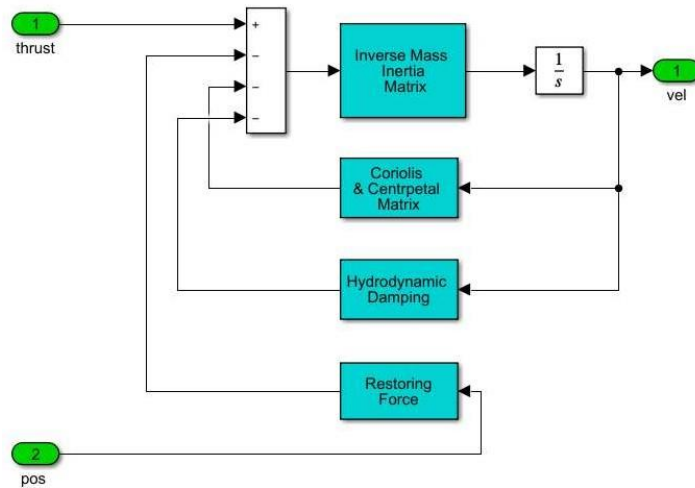 1
thrust
+
−
−
−
Inverse Mass
Inertia
Matrix
1
s
1
vel
Coriolis
& Centrpetal
Matrix
Hydrodynamic
Damping
Restoring
Force
2
pos